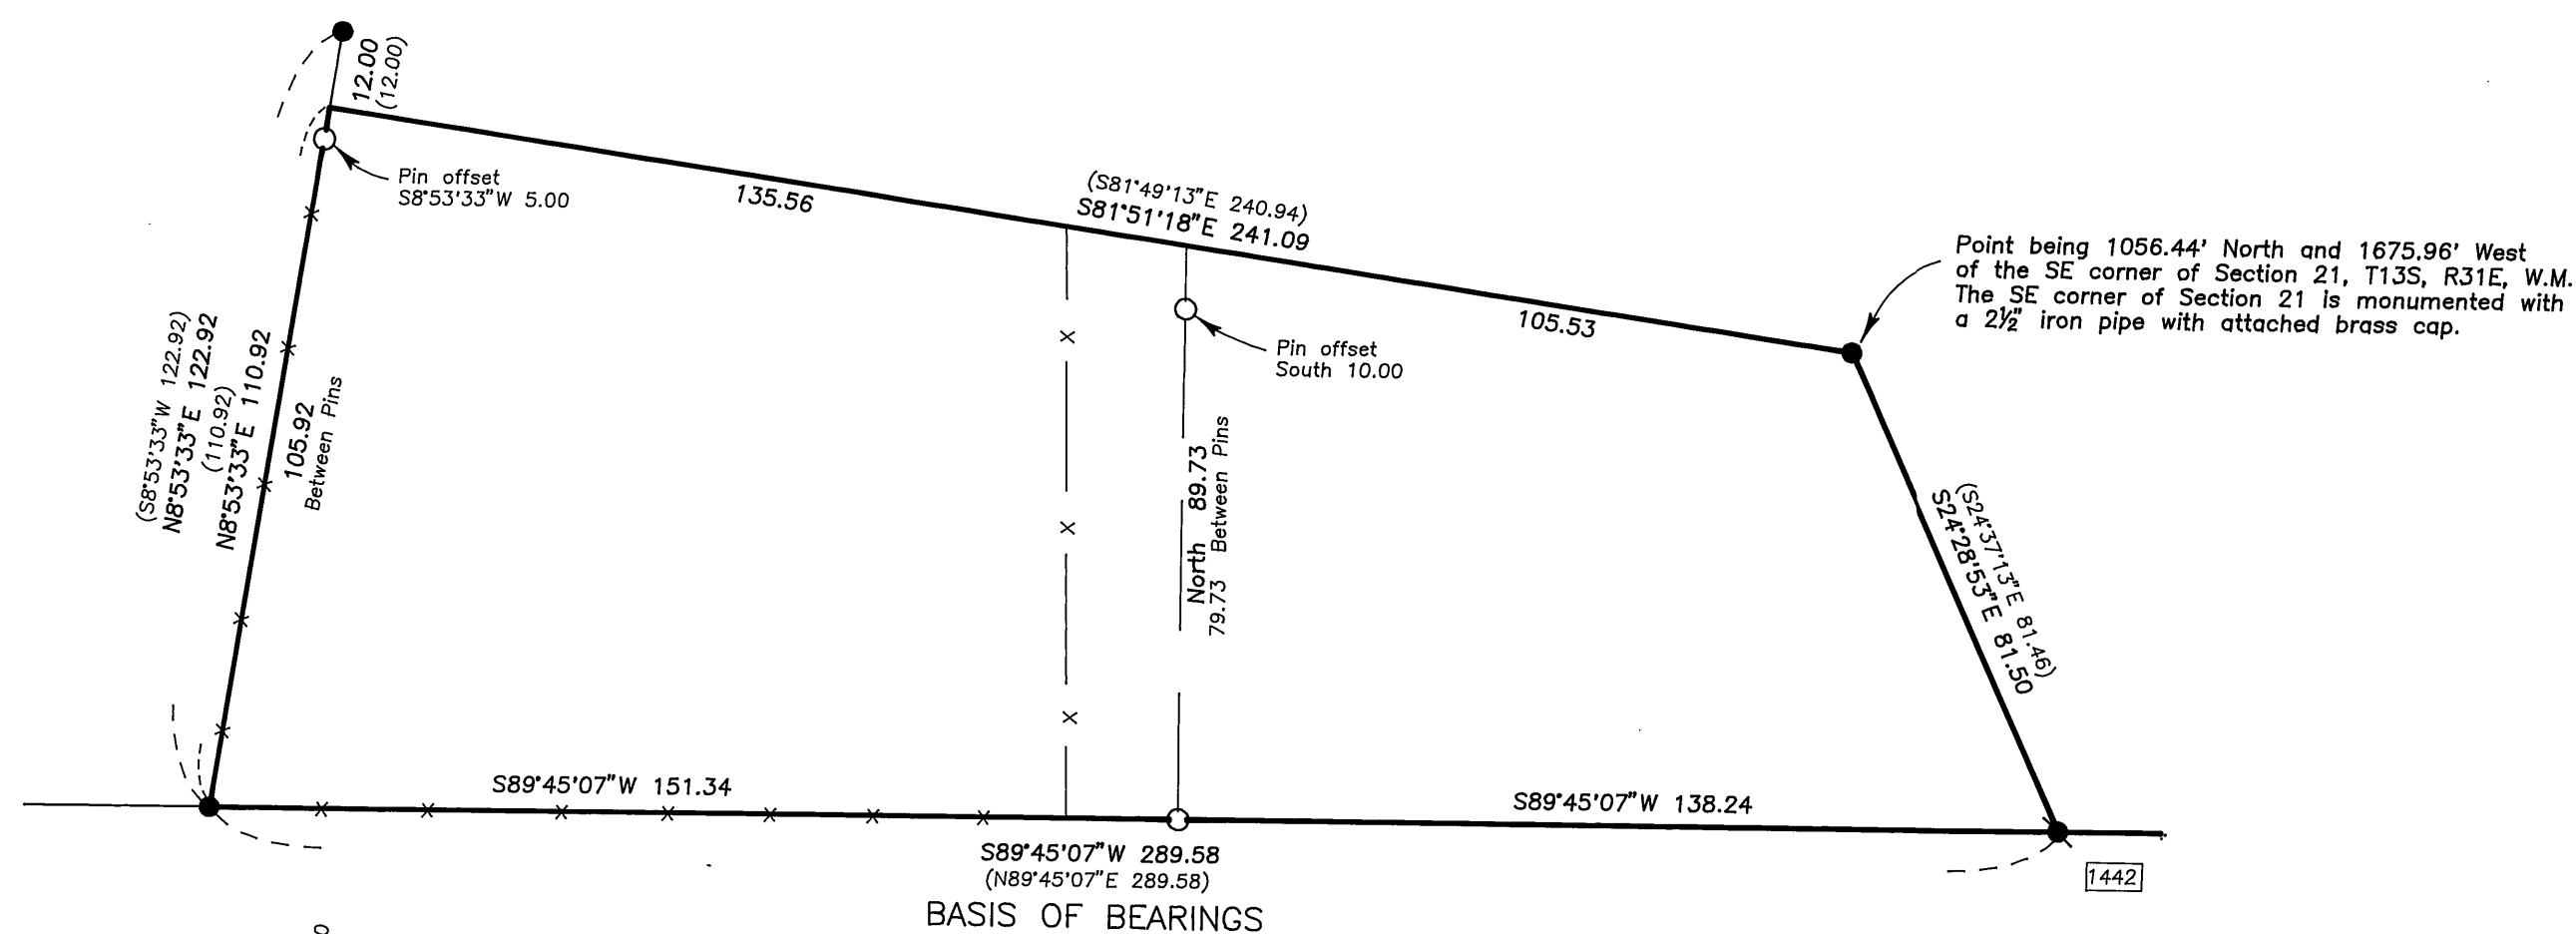 12.00
(12.00)
Pin offset
S8°53'33"W 5.00
135.56
(S81°49'13"E 240.94)
S81°51'18"E 241.09
Point being 1056.44' North and 1675.96' West
of the SE corner of Section 21, T13S, R31E, W.M.
The SE corner of Section 21 is monumented with
a 2½" iron pipe with attached brass cap.
105.53
Pin offset
South 10.00
(S8°53'33"W 122.92)
N8°53'33"E 122.92
(110.92)
N8°53'33"E 110.92
105.92
Between Pins
North 89.73
79.73 Between Pins
(S24°37'13"E 81.46)
S24°28'53"E 81.50
S89°45'07"W 151.34
S89°45'07"W 138.24
S89°45'07"W 289.58
(N89°45'07"E 289.58)
1442
BASIS OF BEARINGS